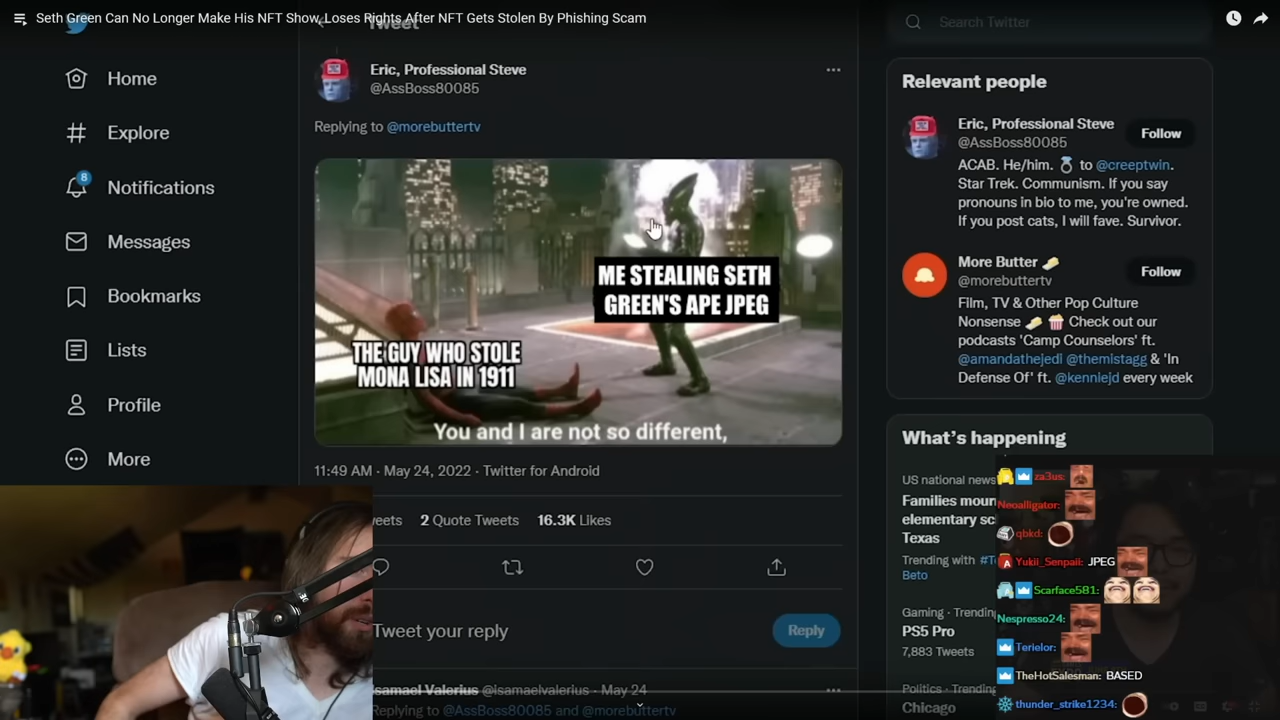 Seth Green Can No Longer Make His NFT Show, Loses Rights After NFT Gets Stolen By Phishing Scam
Tweet
Search Twitter
Home
Explore
8
Notifications
Messages
Bookmarks
Lists
Profile
More
Eric, Professional Steve
@AssBoss80085
Replying to @morebuttertv
ME STEALING SETH
GREEN'S APE JPEG
THE GUY WHO STOLE
MONA LISA IN 1911
You and I are not so different,
11:49 AM · May 24, 2022 · Twitter for Android
2 Quote Tweets 16.3K Likes
Tweet your reply
Reply
@isamaelvalerius · May 24
Replying to @AssBoss80085 and @morebuttertv
Relevant people
Eric, Professional Steve
@AssBoss80085
Follow
ACAB. He/him. 💍 to @creeptwin.
Star Trek. Communism. If you say
pronouns in bio to me, you're owned.
If you post cats, I will fave. Survivor.
More Butter 🧈
@morebuttertv
Follow
FIlm, TV & Other Pop Culture
Nonsense 🧈 🍿 Check out our
podcasts 'Camp Counselors' ft.
@amandathejedi @themistagg & 'In
Defense Of' ft. @kenniejd every week
What's happening
US national news
Families
elementary
Texas
Trending with
Beto
Gaming · Trending
PS5 Pro
7,883 Tweets
Politics · Trending
Chicago
za3us:
Neoalligator:
qbkd:
Yukii_Senpaii: JPEG
Scarface581:
Nespresso24:
Terielor:
TheHotSalesman: BASED
thunder_strike1234: